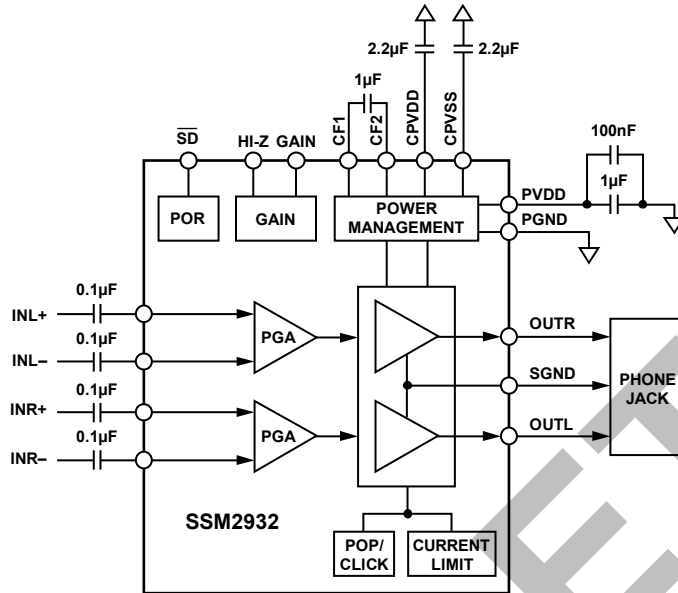 2.2µF
2.2µF
1µF
CF1
CF2
CPVDD
CPVSS
SD
HI-Z
GAIN
100nF
1µF
PVDD
PGND
POR
GAIN
POWER
MANAGEMENT
0.1µF
INL+
0.1µF
INL–
0.1µF
INR+
0.1µF
INR–
PGA
PGA
OUTR
SGND
OUTL
PHONE
JACK
SSM2932
POP/
CLICK
CURRENT
LIMIT